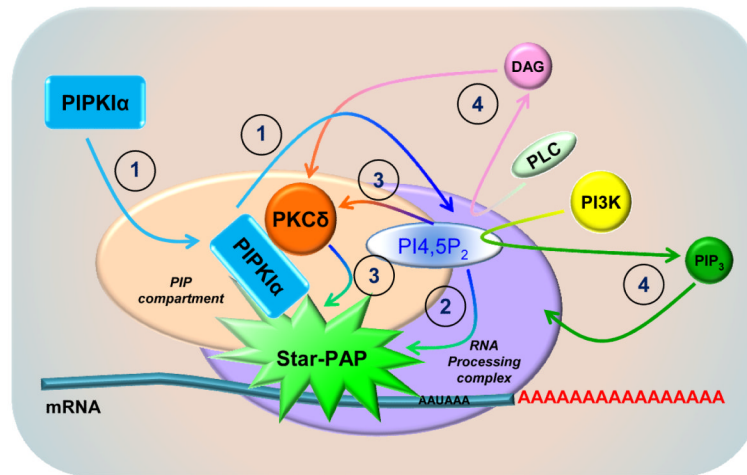 DAG
PIPKIα
4
1
PLC
1
3
PI3K
PKCδ
PI4,5P2
PIPKIα
PIP3
3
4
PIP
compartment
2
Star-PAP
RNA
Processing
complex
mRNA
AAUAAA
AAAAAAAAAAAAAAAA